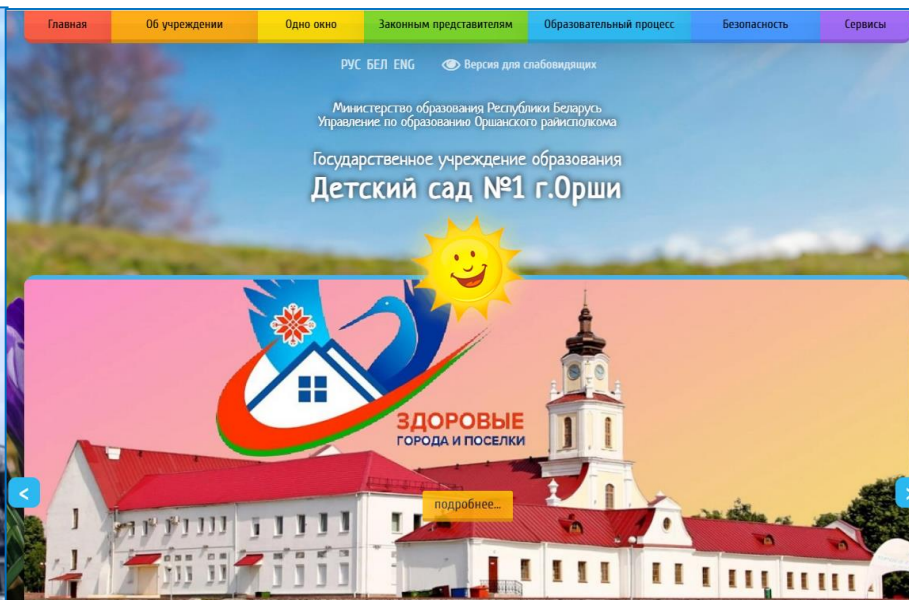 Главная Об учреждении Одно окно Законным представителям Образовательный процесс Безопасность Сервисы
РУС БЕЛ ENG Версия для слабовидящих
Министерство образования Республики Беларусь
Управление по образованию Оршанского райисполкома
Государственное учреждение образования
Детский сад №1 г.Орши
ЗДОРОВЫЕ
ГОРОДА И ПОСЕЛКИ
<
подробнее...